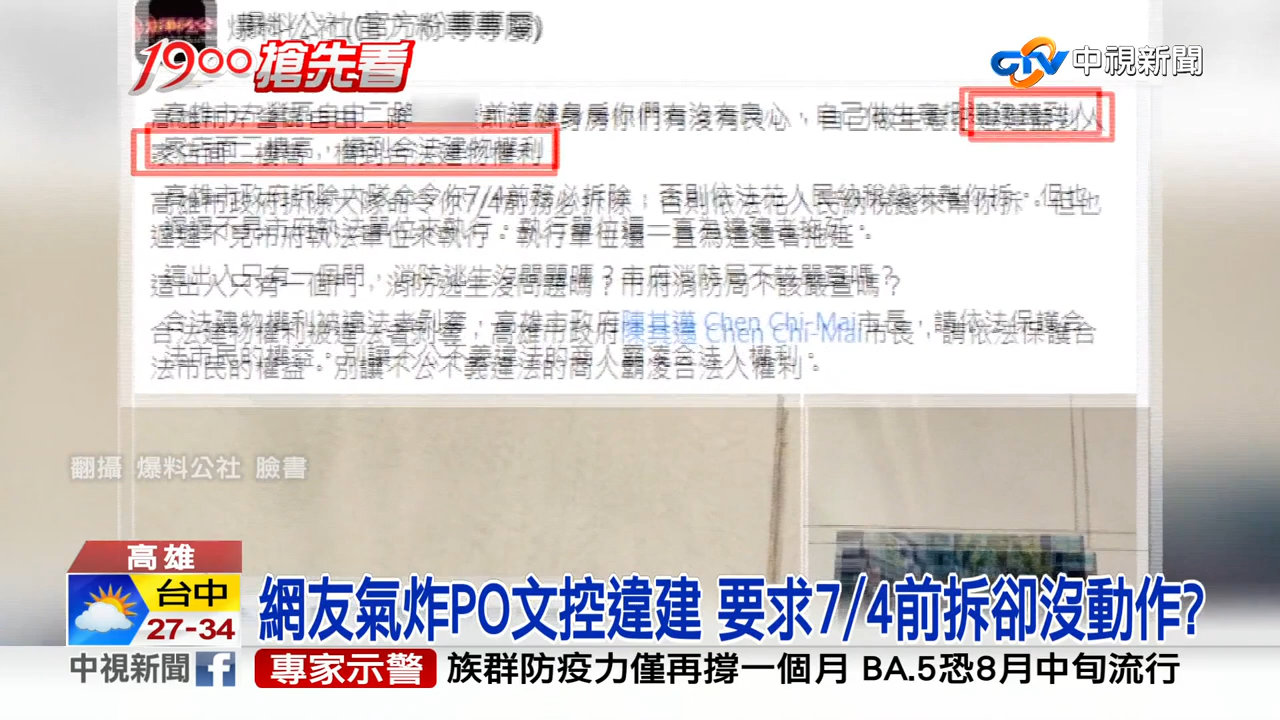 爆料公社(官方粉專專屬)
1900搶先看
CTV中視新聞
高雄市左營區自由二路 前這健身房你們有沒有良心，自己做生意把違建蓋到人
家店面二樓高，擋到合法建物權利
高雄市政府拆除大隊命令你7/4前務必拆除，否則依法花人民納稅錢來幫你拆。但也
遲遲不見市府執法單位來執行。執行單位還一直為違建者拖延。
這出入只有一個門，消防逃生沒問題嗎？市府消防局不該嚴查嗎？
合法建物權利被違法者剝奪，高雄市政府陳其邁 Chen Chi-Mai市長，請依法保護合
法市民的權益。別讓不公不義違法的商人霸凌合法人權利。
翻攝 爆料公社 臉書
高雄
台中
27-34
網友氣炸PO文控違建 要求7/4前拆卻沒動作?
中視新聞 f
專家示警 族群防疫力僅再撐一個月 BA.5恐8月中旬流行